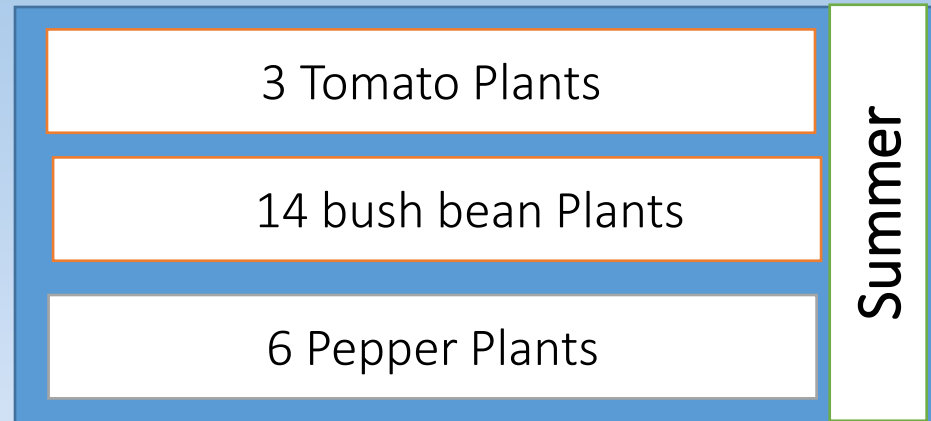 3 Tomato Plants
14 bush bean Plants
6 Pepper Plants
Summer